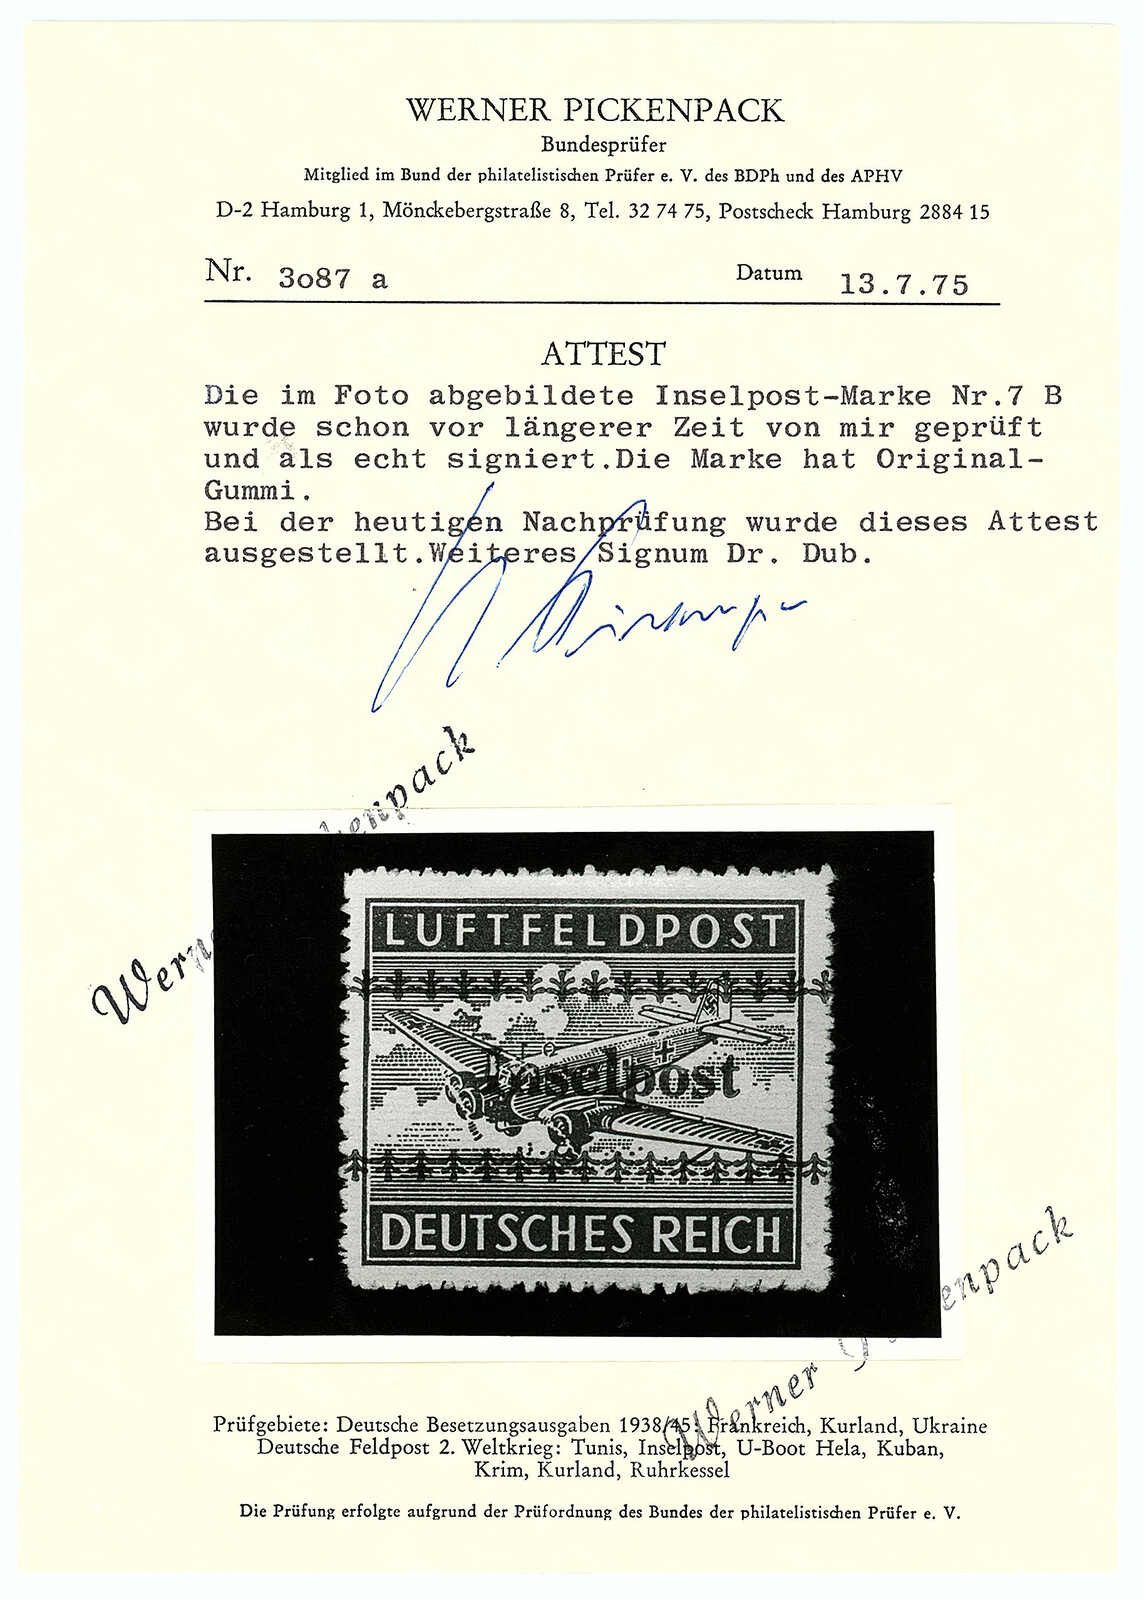 WERNER PICKENPACK
Bundesprüfer
Mitglied im Bund der philatelistischen Prüfer e. V. des BDPh und des APHV
D-2 Hamburg 1, Mönckebergstraße 8, Tel. 32 74 75, Postscheck Hamburg 2884 15
Nr. 3o87 a Datum 13.7.75
ATTEST
Die im Foto abgebildete Inselpost-Marke Nr.7 B
wurde schon vor längerer Zeit von mir geprüft
und als echt signiert.Die Marke hat Original-
Gummi.
Bei der heutigen Nachprüfung wurde dieses Attest
ausgestellt.Weiteres Signum Dr. Dub.
Werner Pickenpack
LUFTFELDPOST
Inselpost
DEUTSCHES REICH
Werner Pickenpack
Prüfgebiete: Deutsche Besetzungsausgaben 1938/45: Frankreich, Kurland, Ukraine
Deutsche Feldpost 2. Weltkrieg: Tunis, Inselpost, U-Boot Hela, Kuban,
Krim, Kurland, Ruhrkessel
Die Prüfung erfolgte aufgrund der Prüfordnung des Bundes der philatelistischen Prüfer e. V.